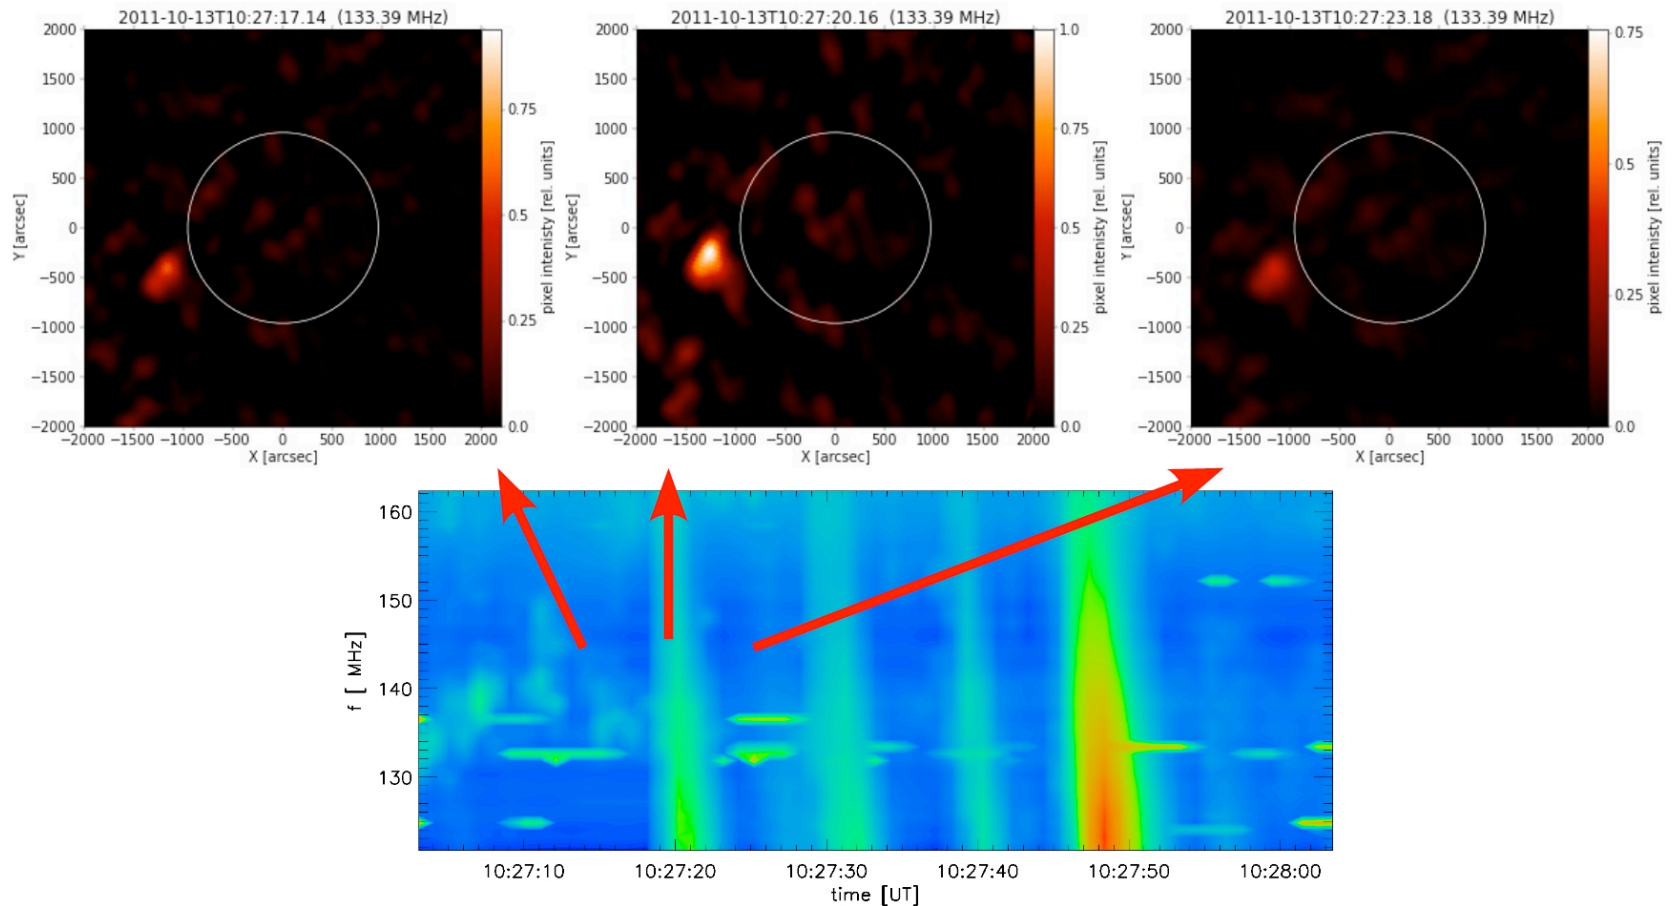 2011-10-13T10:27:17.14 (133.39 MHz)
2000
1500
1000
500
0
−500
−1000
−1500
−2000
Y [arcsec]
−2000 −1500 −1000 −500 0 500 1000 1500 2000
X [arcsec]
0.75
0.5
0.25
0.0
pixel intenisty [rel. units]
2011-10-13T10:27:20.16 (133.39 MHz)
2000
1500
1000
500
0
−500
−1000
−1500
−2000
Y [arcsec]
−2000 −1500 −1000 −500 0 500 1000 1500 2000
X [arcsec]
1.0
0.75
0.5
0.25
0.0
pixel intenisty [rel. units]
2011-10-13T10:27:23.18 (133.39 MHz)
2000
1500
1000
500
0
−500
−1000
−1500
−2000
Y [arcsec]
−2000 −1500 −1000 −500 0 500 1000 1500 2000
X [arcsec]
0.75
0.5
0.25
0.0
pixel intenisty [rel. units]
160
150
140
130
f [ MHz]
10:27:10 10:27:20 10:27:30 10:27:40 10:27:50 10:28:00
time [UT]